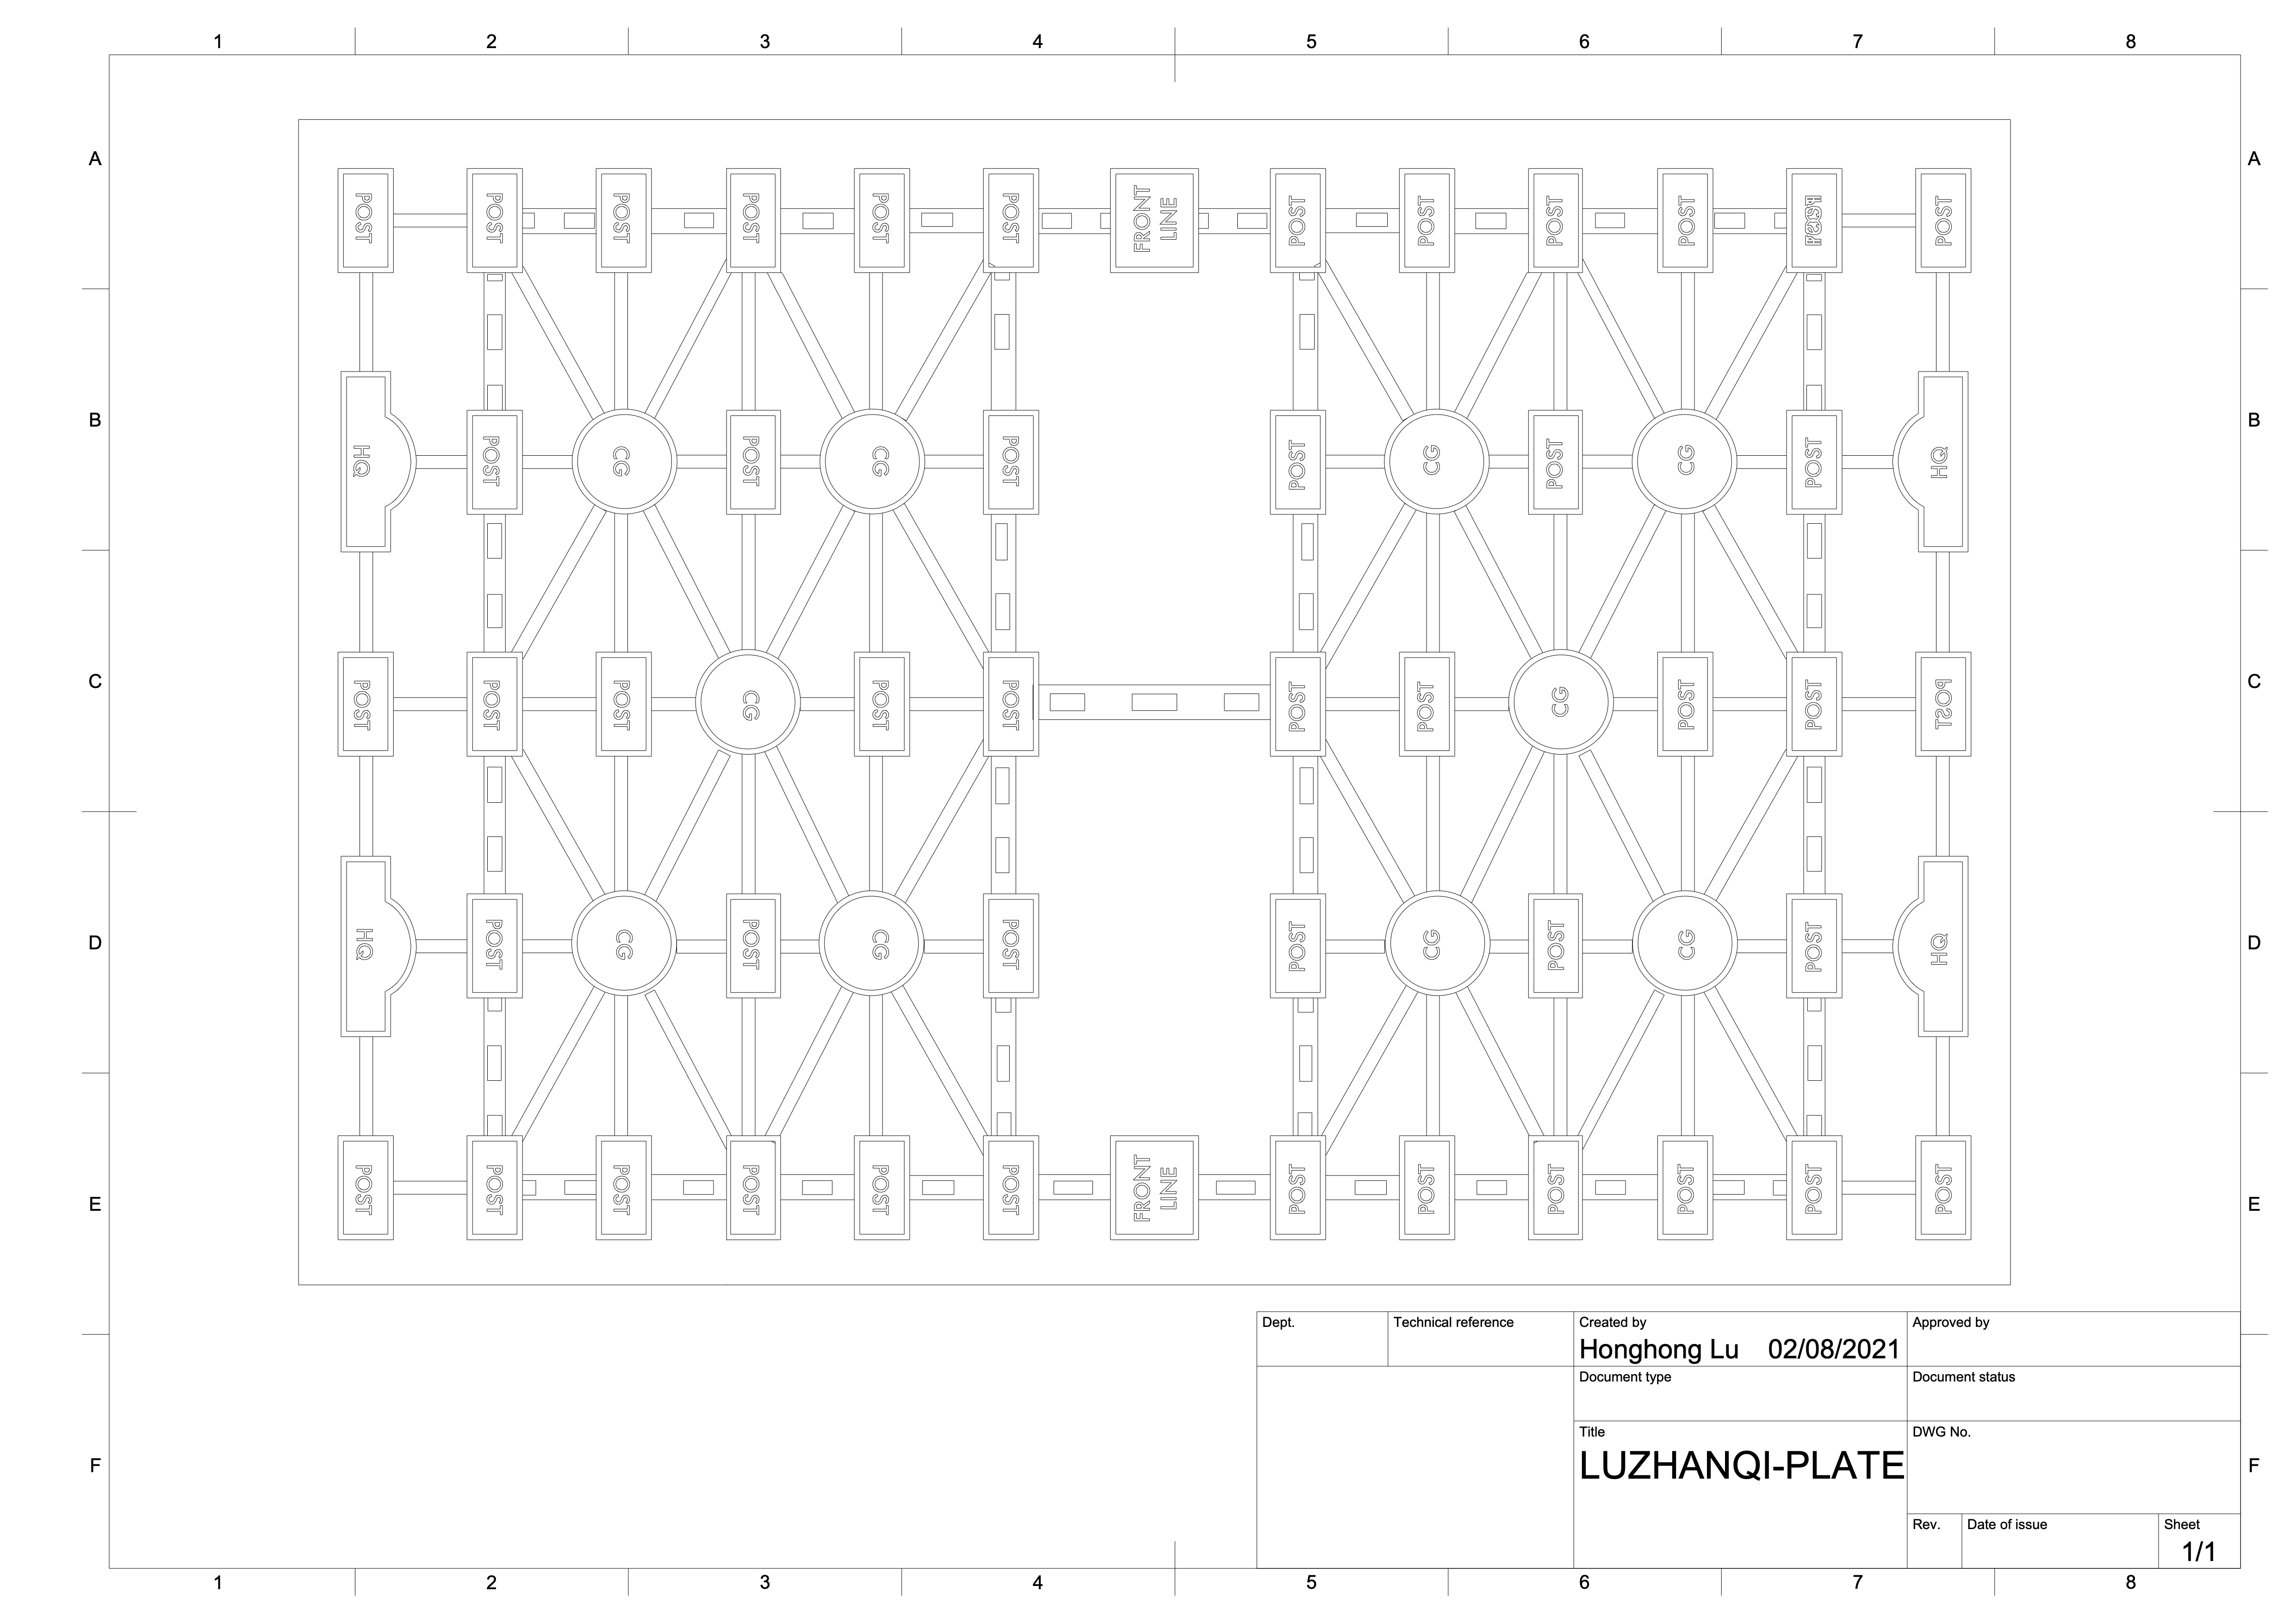 1 2 3 4 5 6 7 8
A A
POST POST POST POST POST POST FRONT LINE POST POST POST POST POST
B B
HQ POST CG POST CG POST POST CG POST CG POST HQ
C C
POST POST POST CG POST POST POST POST CG POST POST POST
D D
HQ POST CG POST CG POST POST CG POST CG POST HQ
E E
POST POST POST POST POST POST FRONT LINE POST POST POST POST POST POST
Dept. Technical reference Created by Approved by
Honghong Lu 02/08/2021
Document type Document status
Title DWG No.
LUZHANQI-PLATE
F F
Rev. Date of issue Sheet
1/1
1 2 3 4 5 6 7 8